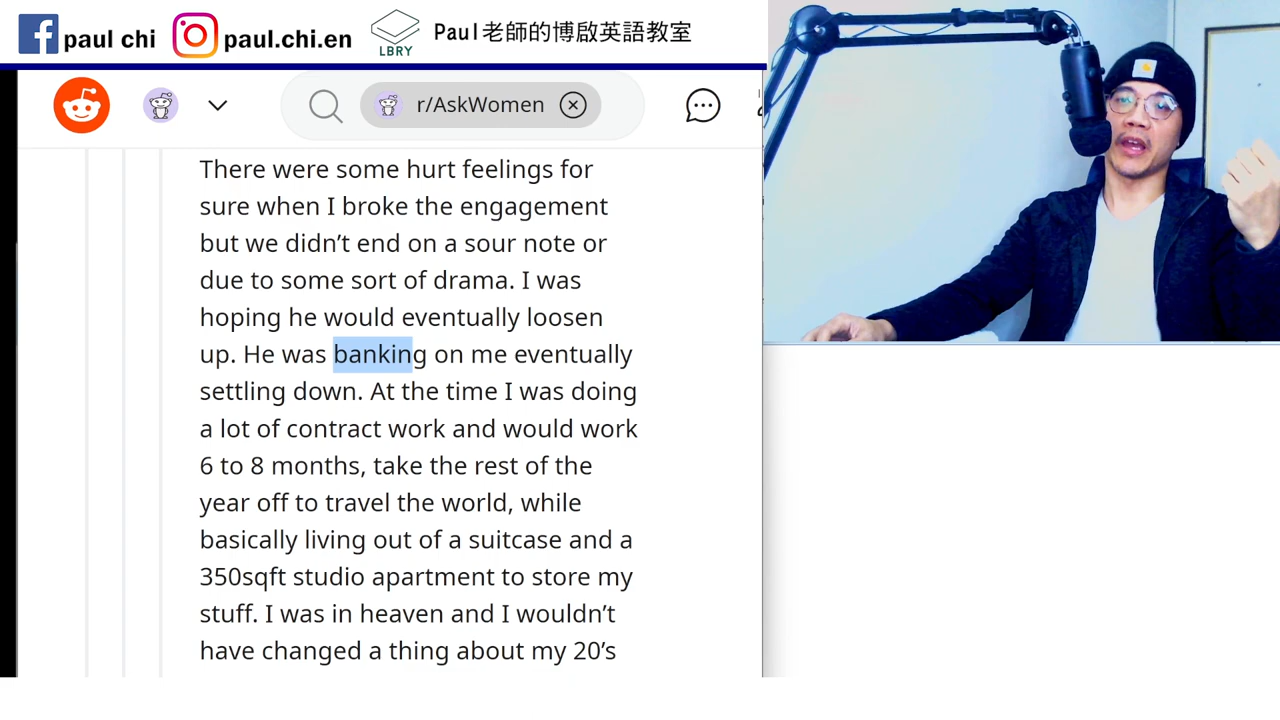 paul chi
paul.chi.en
LBRY
Paul老師的博啟英語教室
r/AskWomen
There were some hurt feelings for
sure when I broke the engagement
but we didn’t end on a sour note or
due to some sort of drama. I was
hoping he would eventually loosen
up. He was banking on me eventually
settling down. At the time I was doing
a lot of contract work and would work
6 to 8 months, take the rest of the
year off to travel the world, while
basically living out of a suitcase and a
350sqft studio apartment to store my
stuff. I was in heaven and I wouldn’t
have changed a thing about my 20’s